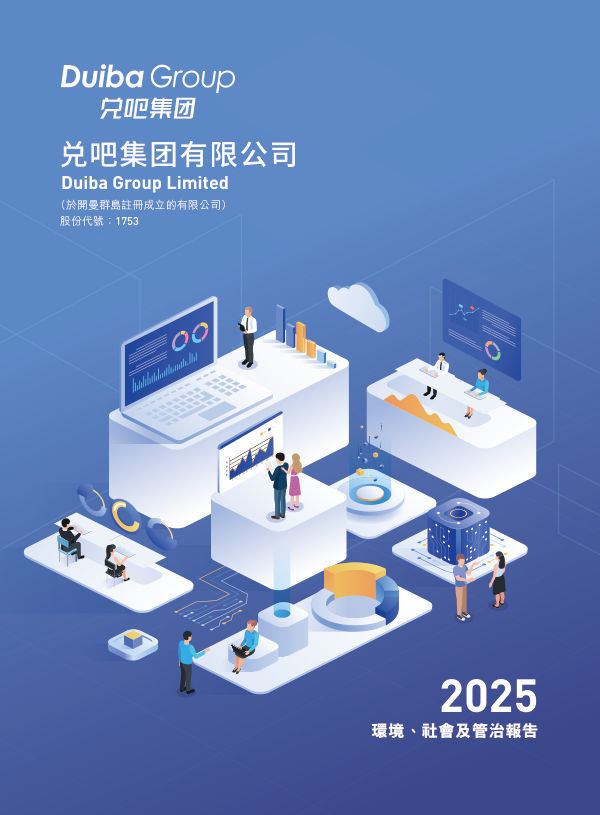 Duiba Group
兑吧集团
兑吧集团有限公司
Duiba Group Limited
（於開曼群島註冊成立的有限公司）
股份代號：1753
2025
環境、社會及管治報告